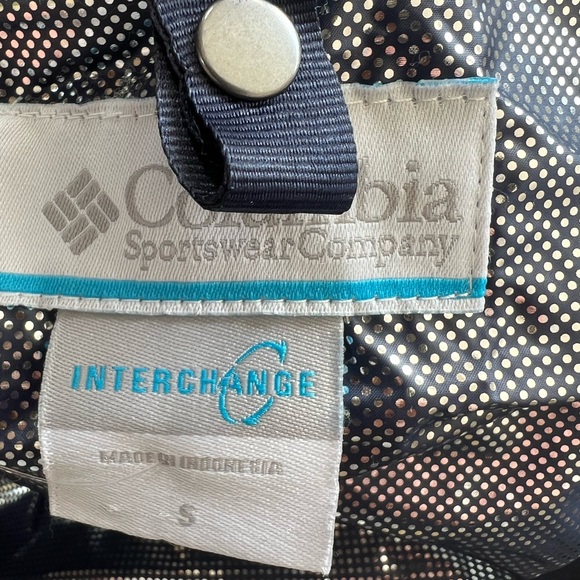 Columbia
Sportswear Company
INTERCHANGE
MADE IN INDONESIA
S